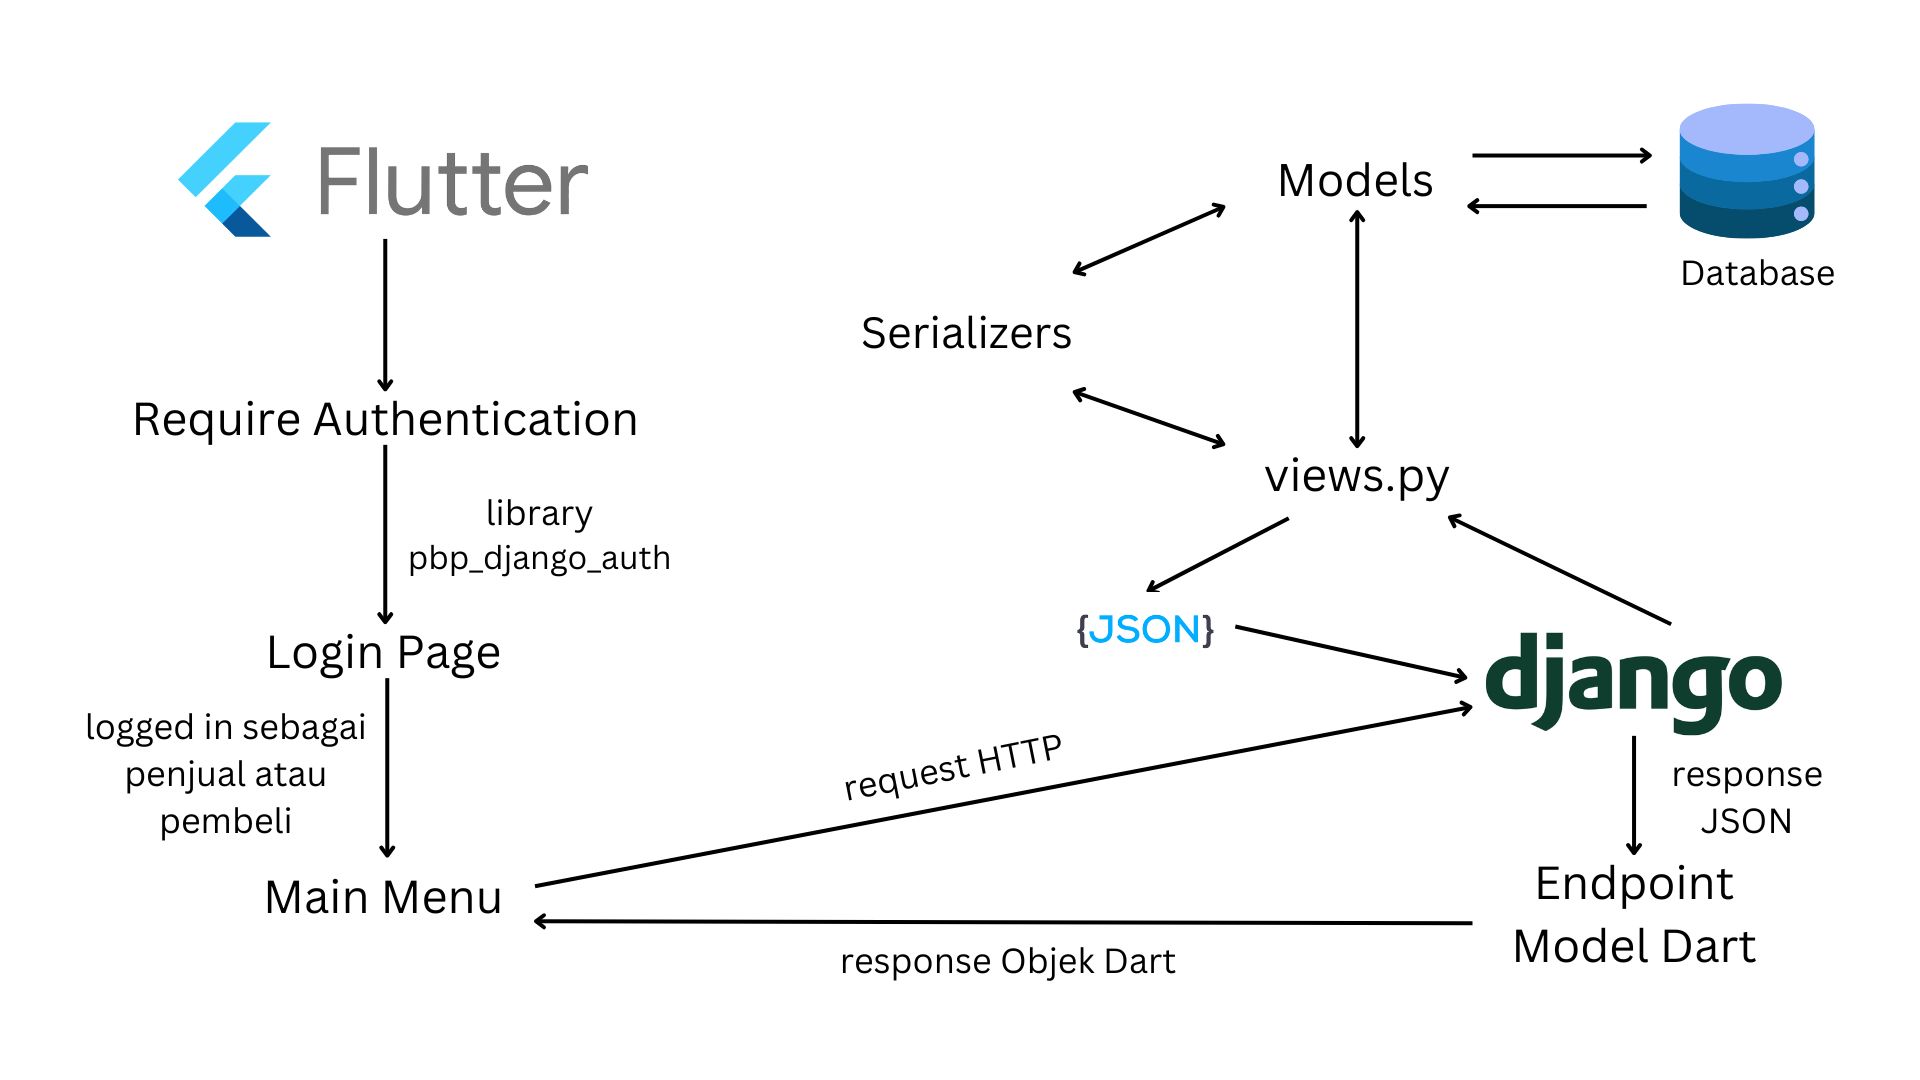 Flutter
Require Authentication
library
pbp_django_auth
Login Page
logged in sebagai
penjual atau
pembeli
Main Menu
request HTTP
response Objek Dart
Models
Database
Serializers
views.py
{JSON}
django
response
JSON
Endpoint
Model Dart